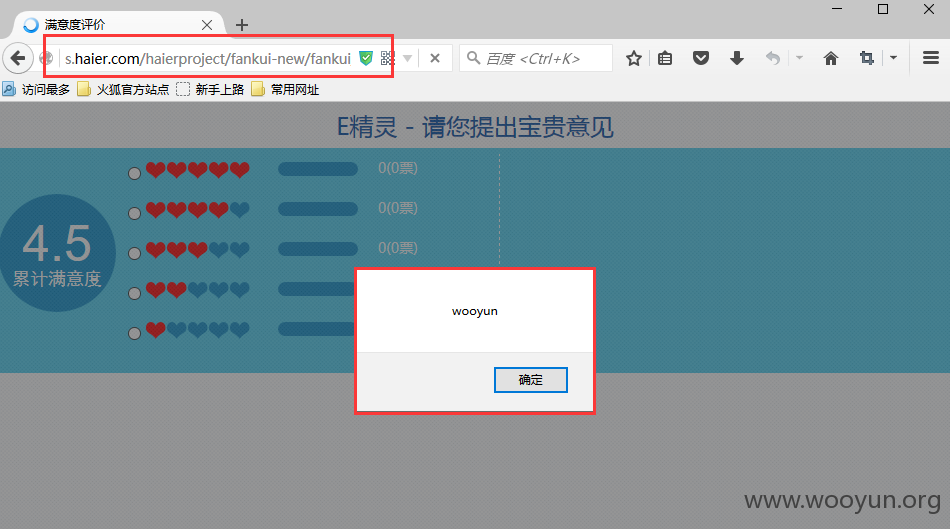 满意度评价
s.haier.com/haierproject/fankui-new/fankui
百度 <Ctrl+K>
访问最多 火狐官方站点 新手上路 常用网址
E精灵 - 请您提出宝贵意见
0(0票)
0(0票)
0(0票)
4.5
累计满意度
wooyun
确定
www.wooyun.org